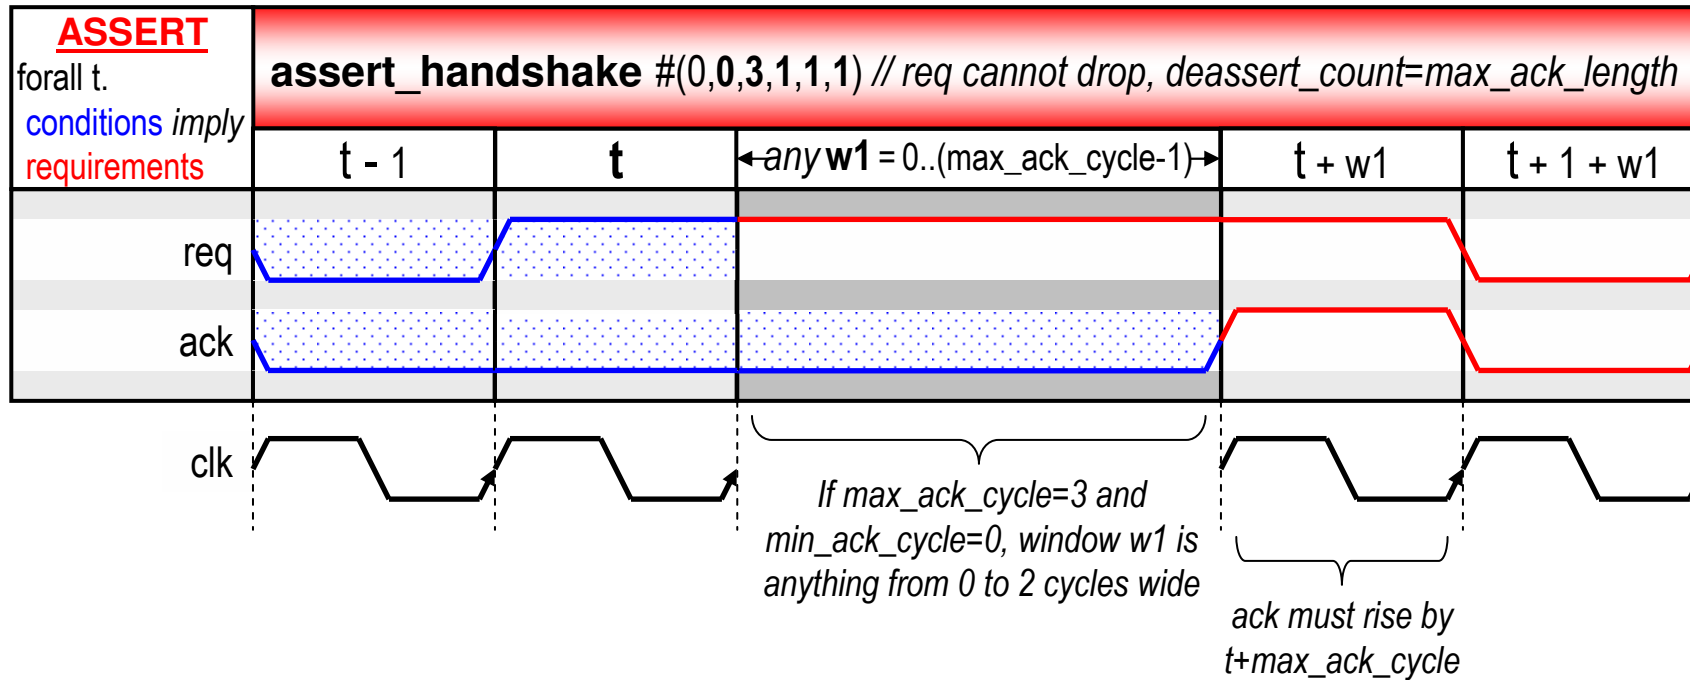 ASSERT
forall t.
conditions imply
requirements
assert_handshake #(0,0,3,1,1,1) // req cannot drop, deassert_count=max_ack_length
t - 1
t
any w1 = 0..(max_ack_cycle-1)
t + w1
t + 1 + w1
req
ack
clk
If max_ack_cycle=3 and
min_ack_cycle=0, window w1 is
anything from 0 to 2 cycles wide
ack must rise by
t+max_ack_cycle